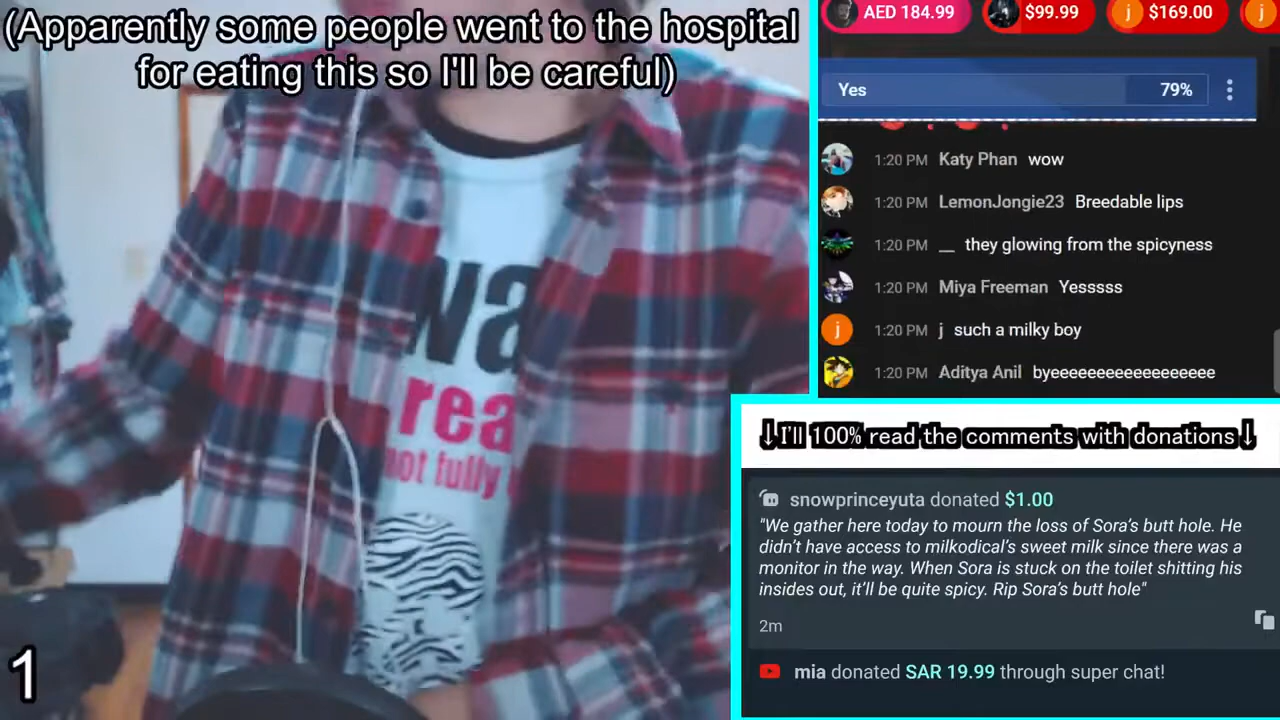 (Apparently some people went to the hospital
for eating this so I'll be careful)
wa
rea
not fully
1
AED 184.99 $99.99 j $169.00 j
Yes 79%
1:20 PM Katy Phan wow
1:20 PM LemonJongie23 Breedable lips
1:20 PM __ they glowing from the spicyness
1:20 PM Miya Freeman Yesssss
j 1:20 PM j such a milky boy
1:20 PM Aditya Anil byeeeeeeeeeeeeeeeee
↓I'll 100% read the comments with donations↓
snowprinceyuta donated $1.00
"We gather here today to mourn the loss of Sora's butt hole. He
didn't have access to milkodical's sweet milk since there was a
monitor in the way. When Sora is stuck on the toilet shitting his
insides out, it'll be quite spicy. Rip Sora's butt hole"
2m
mia donated SAR 19.99 through super chat!